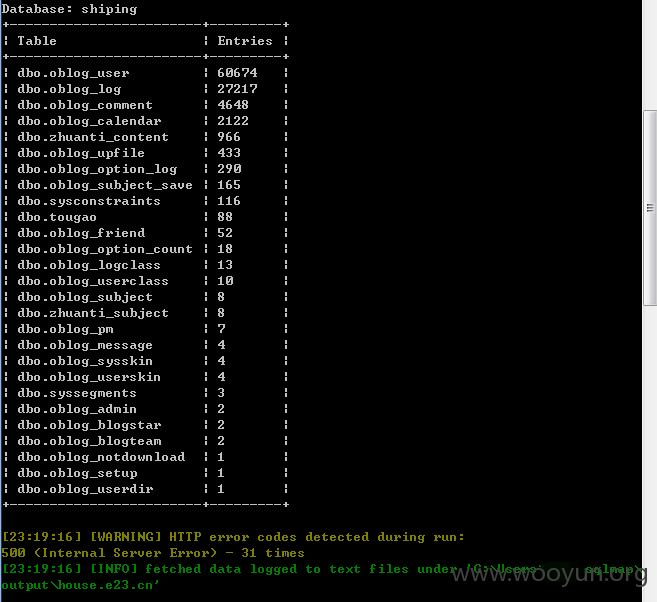 Database: shiping
+-------------------------+---------+
| Table | Entries |
+-------------------------+---------+
| dbo.oblog_user | 60674 |
| dbo.oblog_log | 27217 |
| dbo.oblog_comment | 4648 |
| dbo.oblog_calendar | 2122 |
| dbo.zhuanti_content | 966 |
| dbo.oblog_upfile | 433 |
| dbo.oblog_option_log | 290 |
| dbo.oblog_subject_save | 165 |
| dbo.sysconstraints | 116 |
| dbo.tougao | 88 |
| dbo.oblog_friend | 52 |
| dbo.oblog_option_count | 18 |
| dbo.oblog_logclass | 13 |
| dbo.oblog_userclass | 10 |
| dbo.oblog_subject | 8 |
| dbo.zhuanti_subject | 8 |
| dbo.oblog_pm | 7 |
| dbo.oblog_message | 4 |
| dbo.oblog_sysskin | 4 |
| dbo.oblog_userskin | 4 |
| dbo.syssegments | 3 |
| dbo.oblog_admin | 2 |
| dbo.oblog_blogstar | 2 |
| dbo.oblog_blogteam | 2 |
| dbo.oblog_notdownload | 1 |
| dbo.oblog_setup | 1 |
| dbo.oblog_userdir | 1 |
+-------------------------+---------+
[23:19:16] [WARNING] HTTP error codes detected during run:
500 (Internal Server Error) - 31 times
[23:19:16] [INFO] fetched data logged to text files under 'G:\Users\ sqlmap\
output\house.e23.cn'
www.wooyun.org